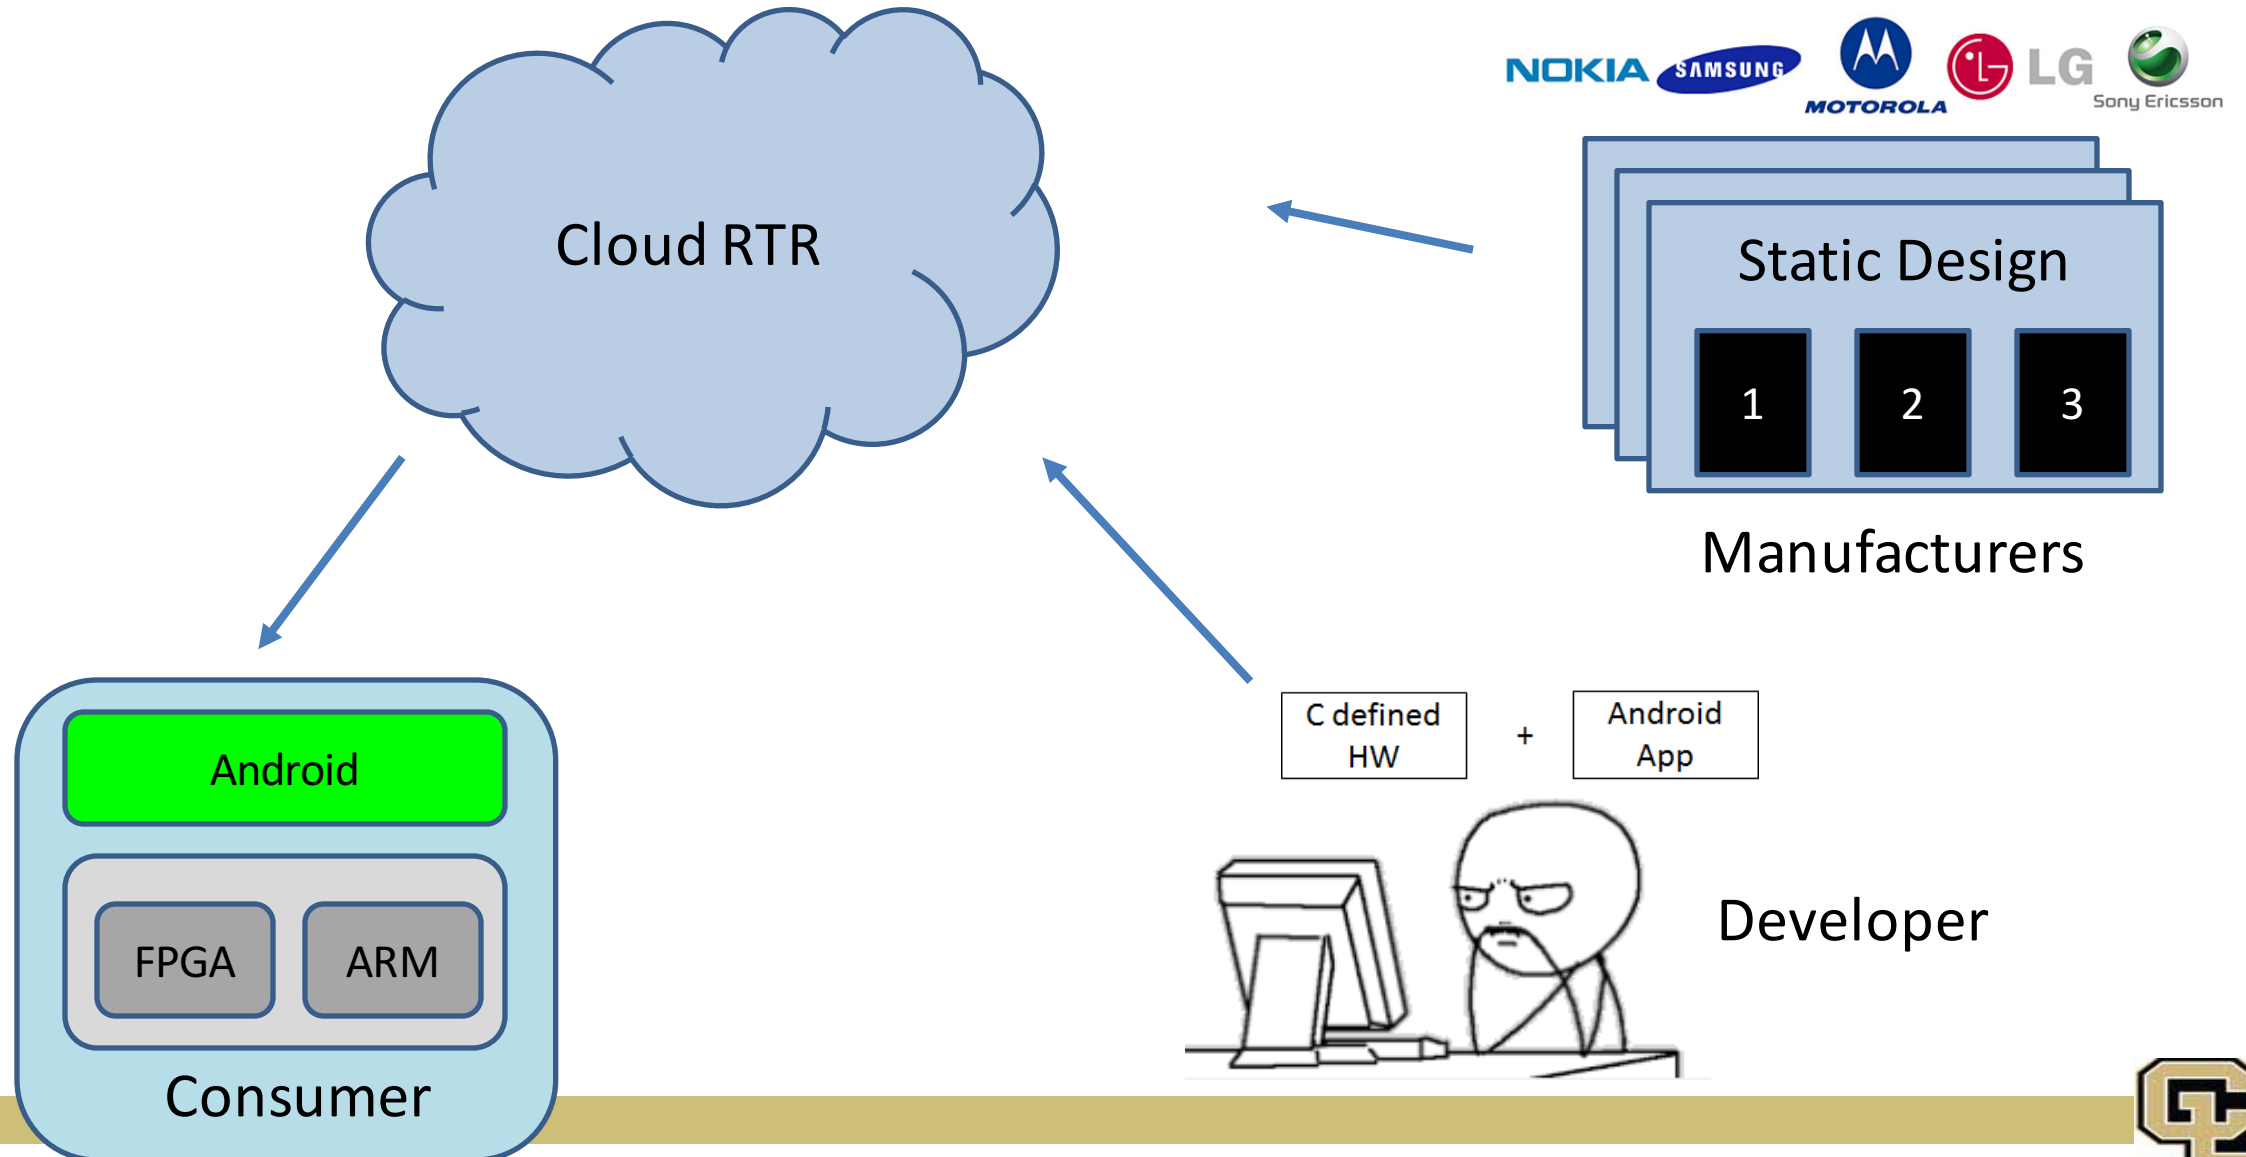 NOKIA
SAMSUNG
MOTOROLA
LG
Sony Ericsson
Cloud RTR
Static Design
1
2
3
Manufacturers
C defined
HW
+
Android
App
Developer
Android
FPGA
ARM
Consumer